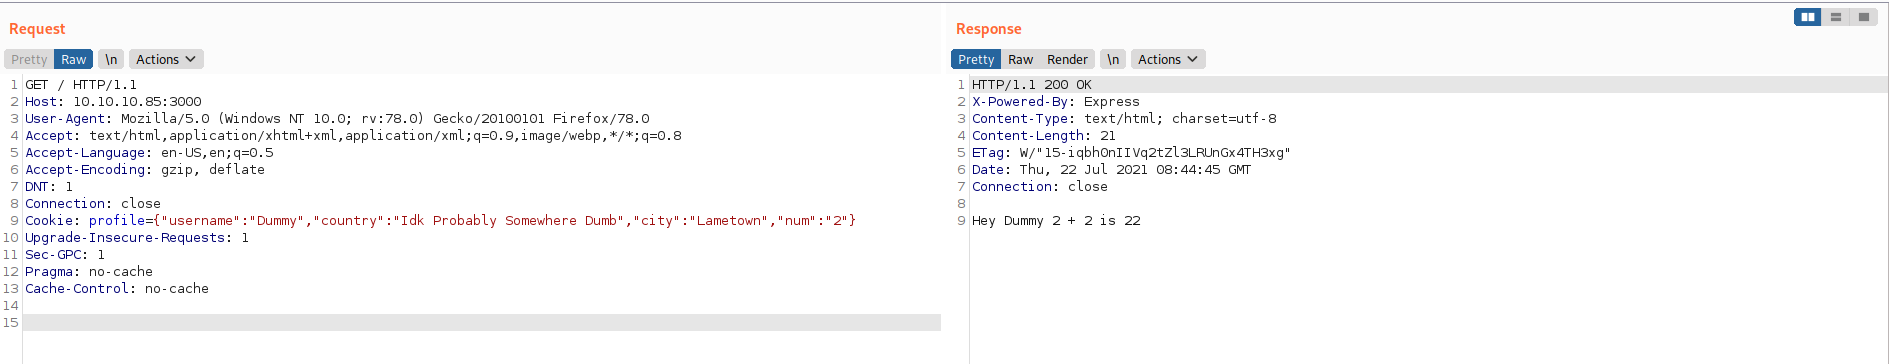 Request
Pretty Raw \n Actions
1 GET / HTTP/1.1
2 Host: 10.10.10.85:3000
3 User-Agent: Mozilla/5.0 (Windows NT 10.0; rv:78.0) Gecko/20100101 Firefox/78.0
4 Accept: text/html,application/xhtml+xml,application/xml;q=0.9,image/webp,*/*;q=0.8
5 Accept-Language: en-US,en;q=0.5
6 Accept-Encoding: gzip, deflate
7 DNT: 1
8 Connection: close
9 Cookie: profile={"username":"Dummy","country":"Idk Probably Somewhere Dumb","city":"Lametown","num":"2"}
10 Upgrade-Insecure-Requests: 1
11 Sec-GPC: 1
12 Pragma: no-cache
13 Cache-Control: no-cache
14
15
Response
Pretty Raw Render \n Actions
1 HTTP/1.1 200 OK
2 X-Powered-By: Express
3 Content-Type: text/html; charset=utf-8
4 Content-Length: 21
5 ETag: W/"15-iqbh0nIIVq2tZl3LRUnGx4TH3xg"
6 Date: Thu, 22 Jul 2021 08:44:45 GMT
7 Connection: close
8
9 Hey Dummy 2 + 2 is 22